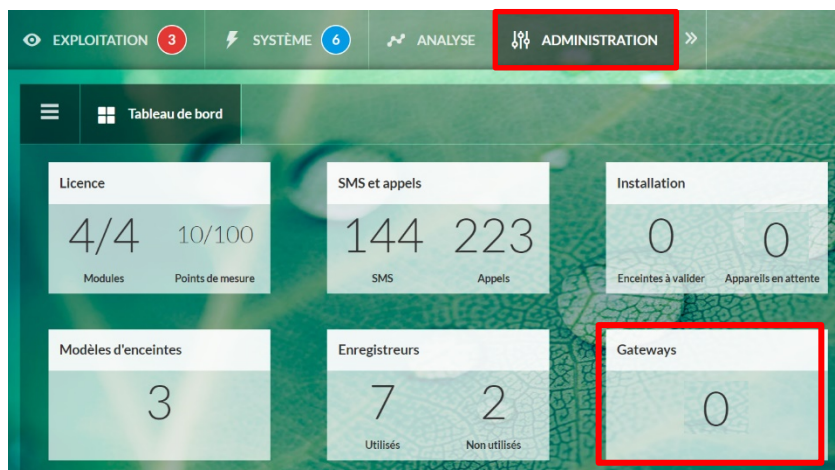 EXPLOITATION 3 SYSTÈME 6 ANALYSE ADMINISTRATION »
Tableau de bord
Licence
4/4 10/100
Modules Points de mesure
SMS et appels
144 223
SMS Appels
Installation
0 0
Enceintes à valider Appareils en attente
Modèles d'enceintes
3
Enregistreurs
7 2
Utilisés Non utilisés
Gateways
0